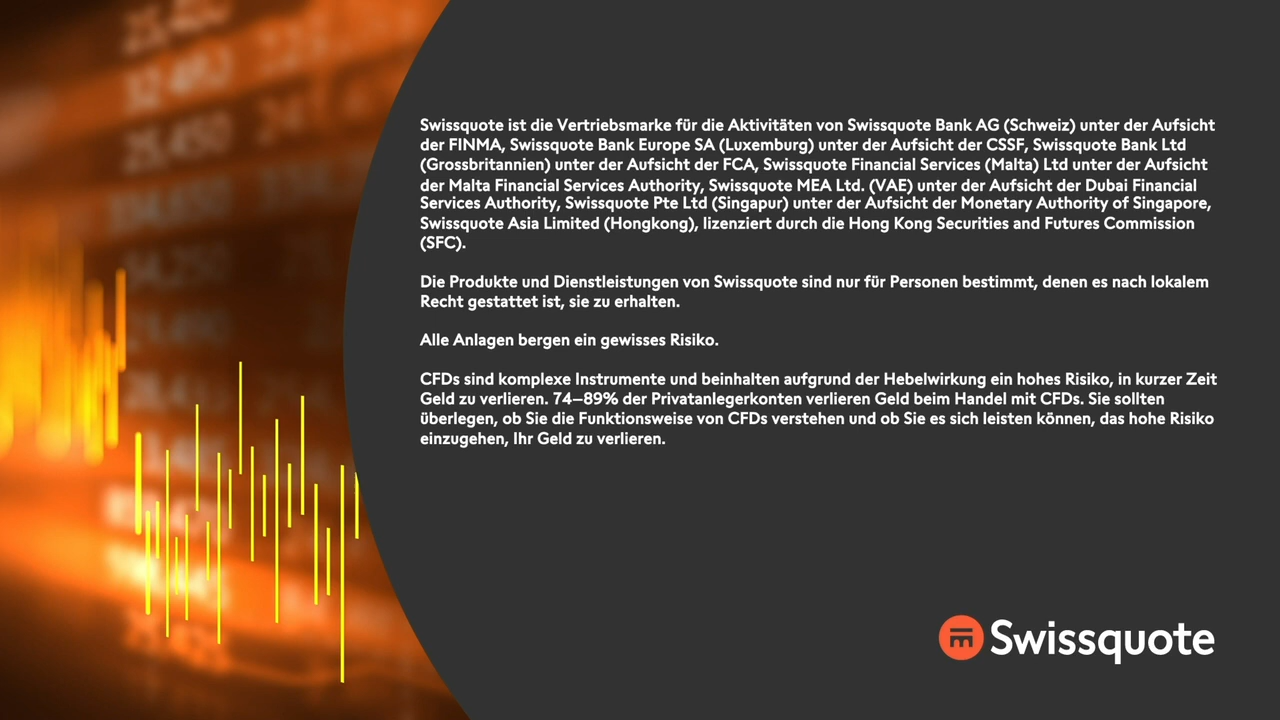 Swissquote ist die Vertriebsmarke für die Aktivitäten von Swissquote Bank AG (Schweiz) unter der Aufsicht
der FINMA, Swissquote Bank Europe SA (Luxemburg) unter der Aufsicht der CSSF, Swissquote Bank Ltd
(Grossbritannien) unter der Aufsicht der FCA, Swissquote Financial Services (Malta) Ltd unter der Aufsicht
der Malta Financial Services Authority, Swissquote MEA Ltd. (VAE) unter der Aufsicht der Dubai Financial
Services Authority, Swissquote Pte Ltd (Singapur) unter der Aufsicht der Monetary Authority of Singapore,
Swissquote Asia Limited (Hongkong), lizenziert durch die Hong Kong Securities and Futures Commission
(SFC).
Die Produkte und Dienstleistungen von Swissquote sind nur für Personen bestimmt, denen es nach lokalem
Recht gestattet ist, sie zu erhalten.
Alle Anlagen bergen ein gewisses Risiko.
CFDs sind komplexe Instrumente und beinhalten aufgrund der Hebelwirkung ein hohes Risiko, in kurzer Zeit
Geld zu verlieren. 74–89% der Privatanlegerkonten verlieren Geld beim Handel mit CFDs. Sie sollten
überlegen, ob Sie die Funktionsweise von CFDs verstehen und ob Sie es sich leisten können, das hohe Risiko
einzugehen, Ihr Geld zu verlieren.
Swissquote